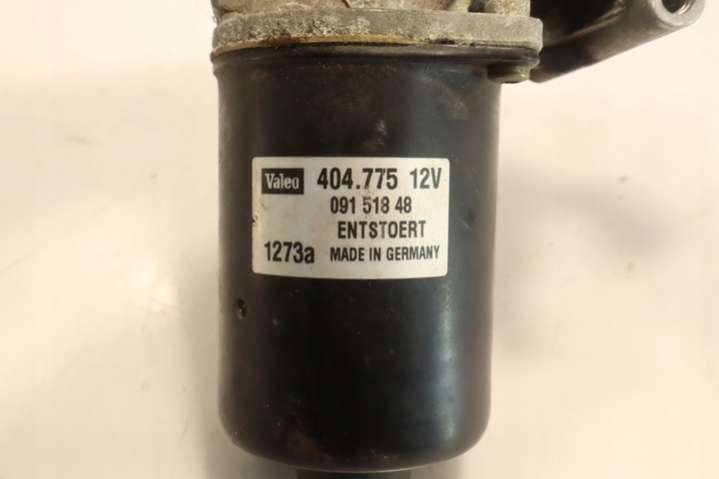 Valeo 404.775 12V
091 518 48
ENTSTOERT
1273a MADE IN GERMANY